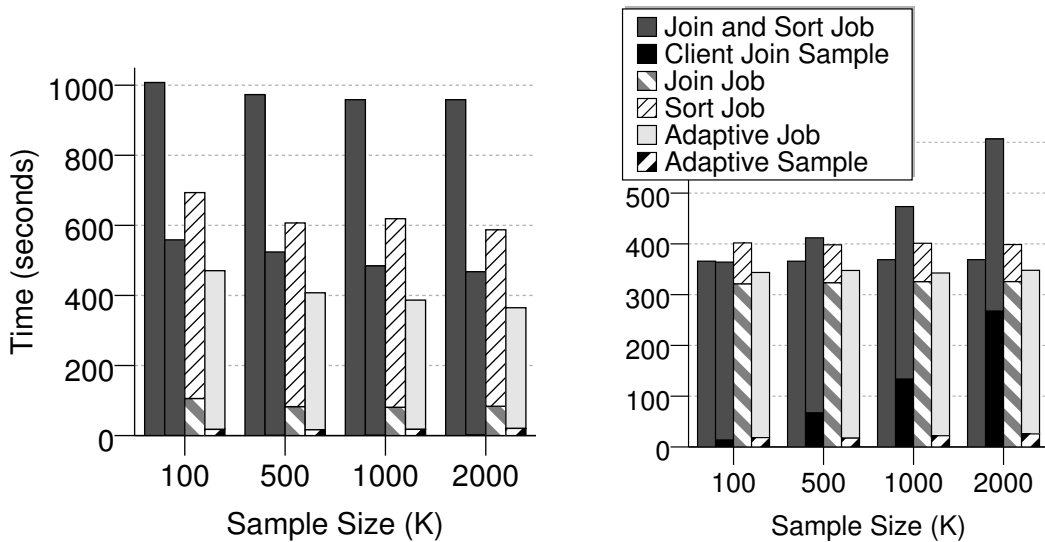 1000
800
600
400
200
0
Time (seconds)
100 500 1000 2000
Sample Size (K)
Join and Sort Job
Client Join Sample
Join Job
Sort Job
Adaptive Job
Adaptive Sample
500
400
300
200
100
0
100 500 1000 2000
Sample Size (K)